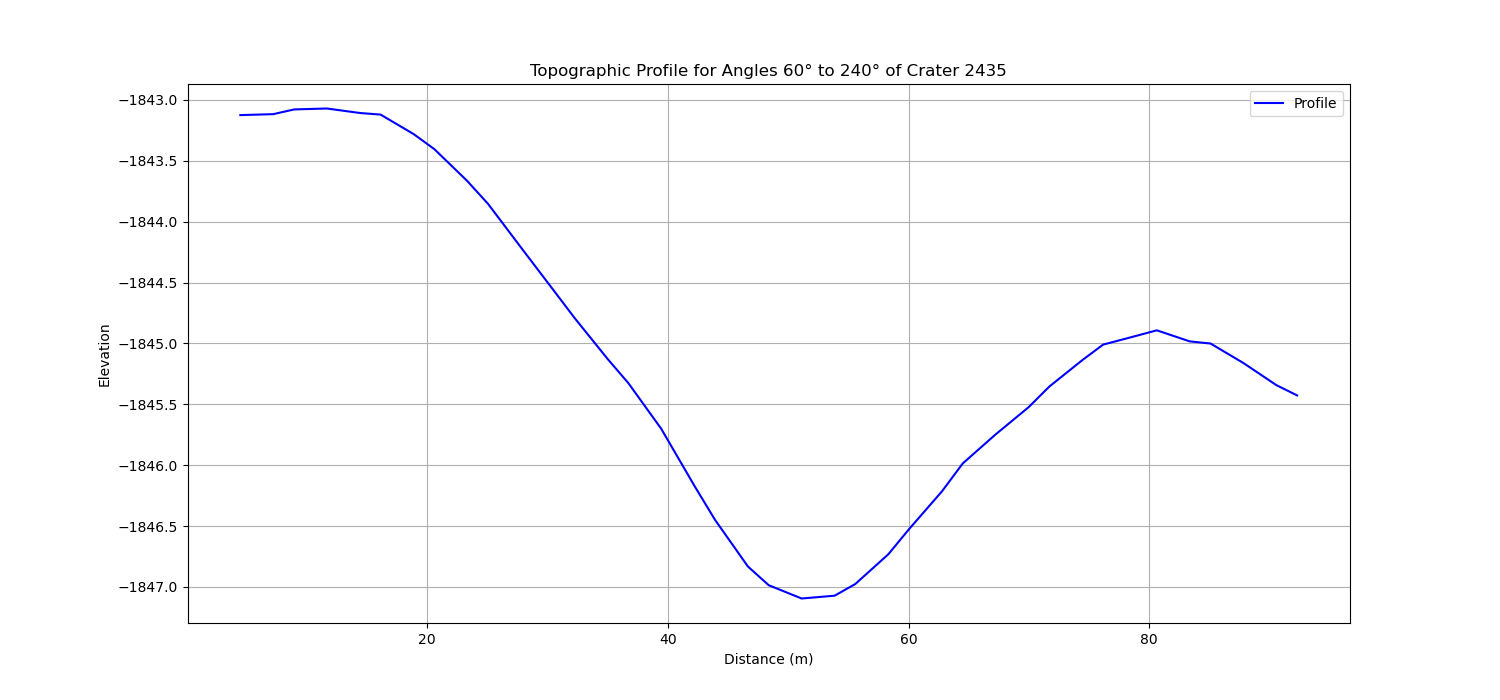 Topographic Profile for Angles 60° to 240° of Crater 2435
Profile
−1843.0
−1843.5
−1844.0
−1844.5
−1845.0
−1845.5
−1846.0
−1846.5
−1847.0
Elevation
20 40 60 80
Distance (m)